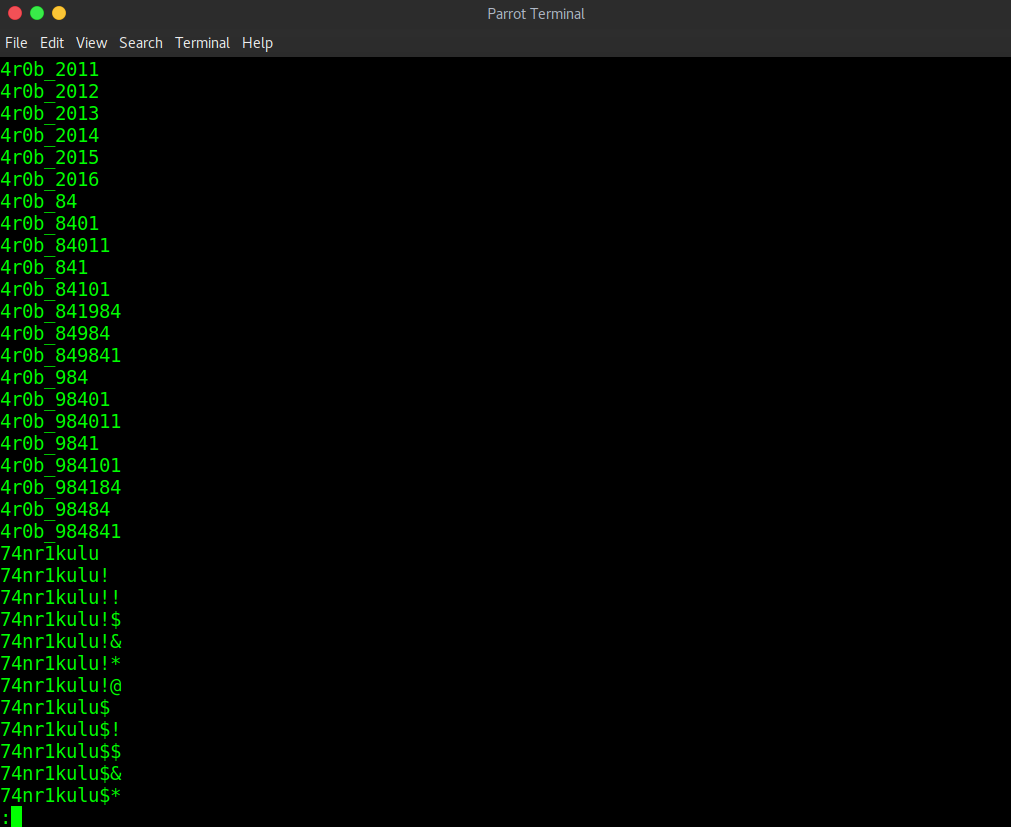 Parrot Terminal
File Edit View Search Terminal Help
4r0b_2011
4r0b_2012
4r0b_2013
4r0b_2014
4r0b_2015
4r0b_2016
4r0b_84
4r0b_8401
4r0b_84011
4r0b_841
4r0b_84101
4r0b_841984
4r0b_84984
4r0b_849841
4r0b_984
4r0b_98401
4r0b_984011
4r0b_9841
4r0b_984101
4r0b_984184
4r0b_98484
4r0b_984841
74nr1kulu
74nr1kulu!
74nr1kulu!!
74nr1kulu!$
74nr1kulu!&
74nr1kulu!*
74nr1kulu!@
74nr1kulu$
74nr1kulu$!
74nr1kulu$$
74nr1kulu$&
74nr1kulu$*
: